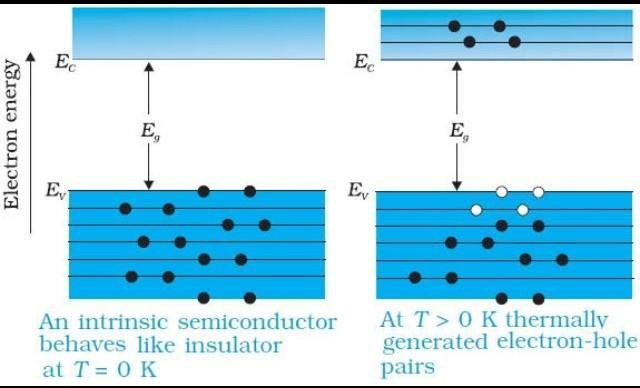 Electron energy
E_C
E_g
E_V
An intrinsic semiconductor
behaves like insulator
at T = 0 K
E_C
E_g
E_V
At T > 0 K thermally
generated electron-hole
pairs